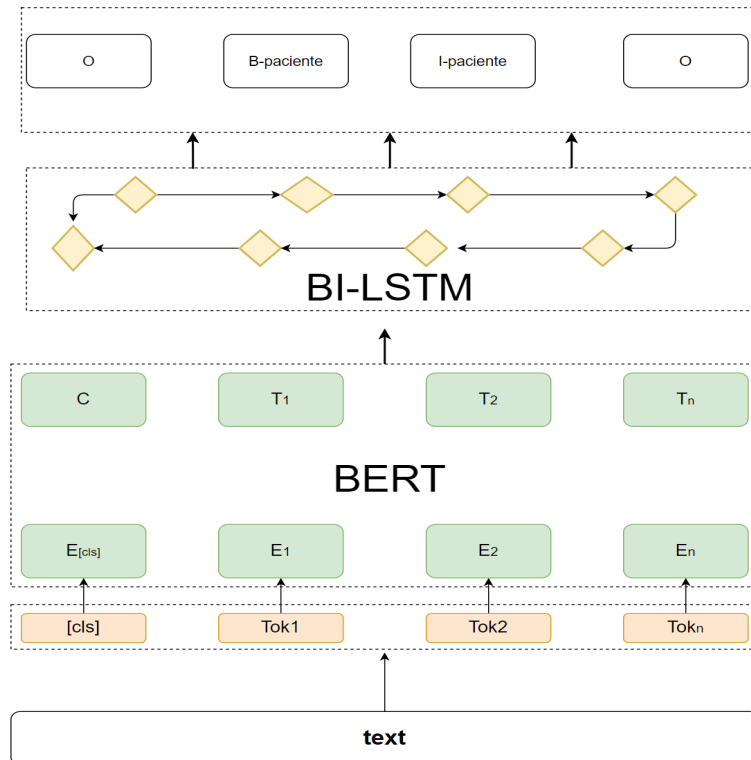 O B-paciente I-paciente O
BI-LSTM
C T1 T2 Tn
BERT
E[cls] E1 E2 En
[cls] Tok1 Tok2 Tokn
text